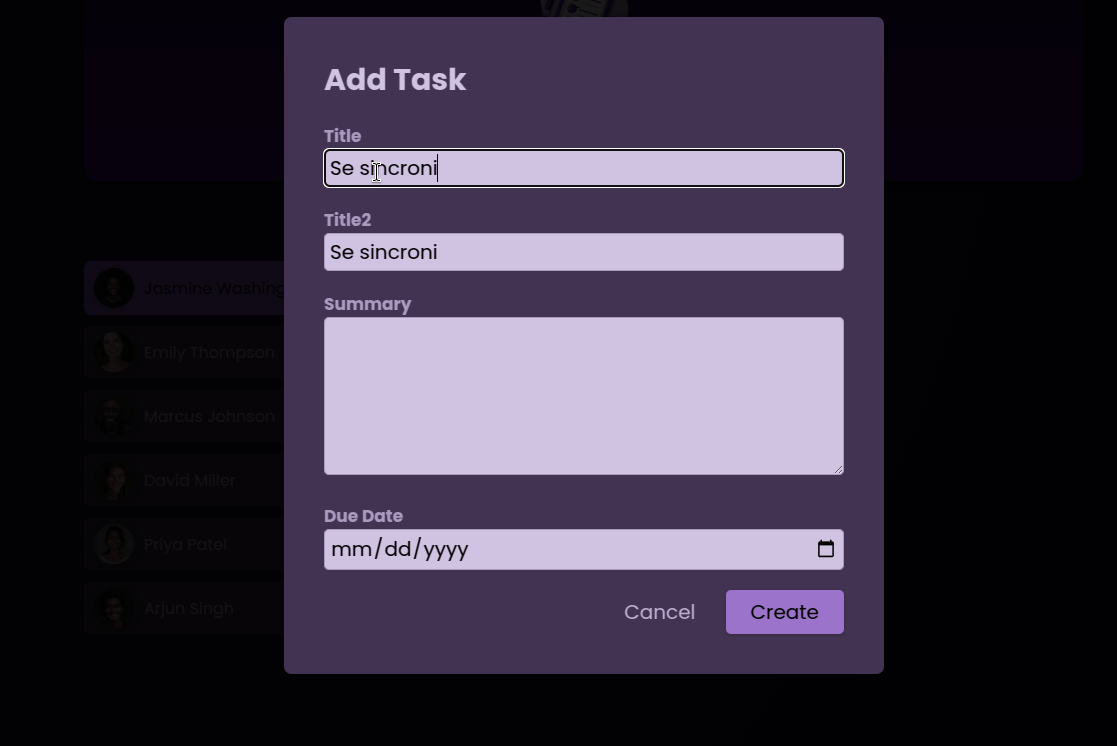 Add Task
Title
Se sincroni
Title2
Se sincroni
Summary
Due Date
mm/dd/yyyy
Cancel
Create
Jasmine Washing
Emily Thompson
Marcus Johnson
David Miller
Priya Patel
Arjun Singh